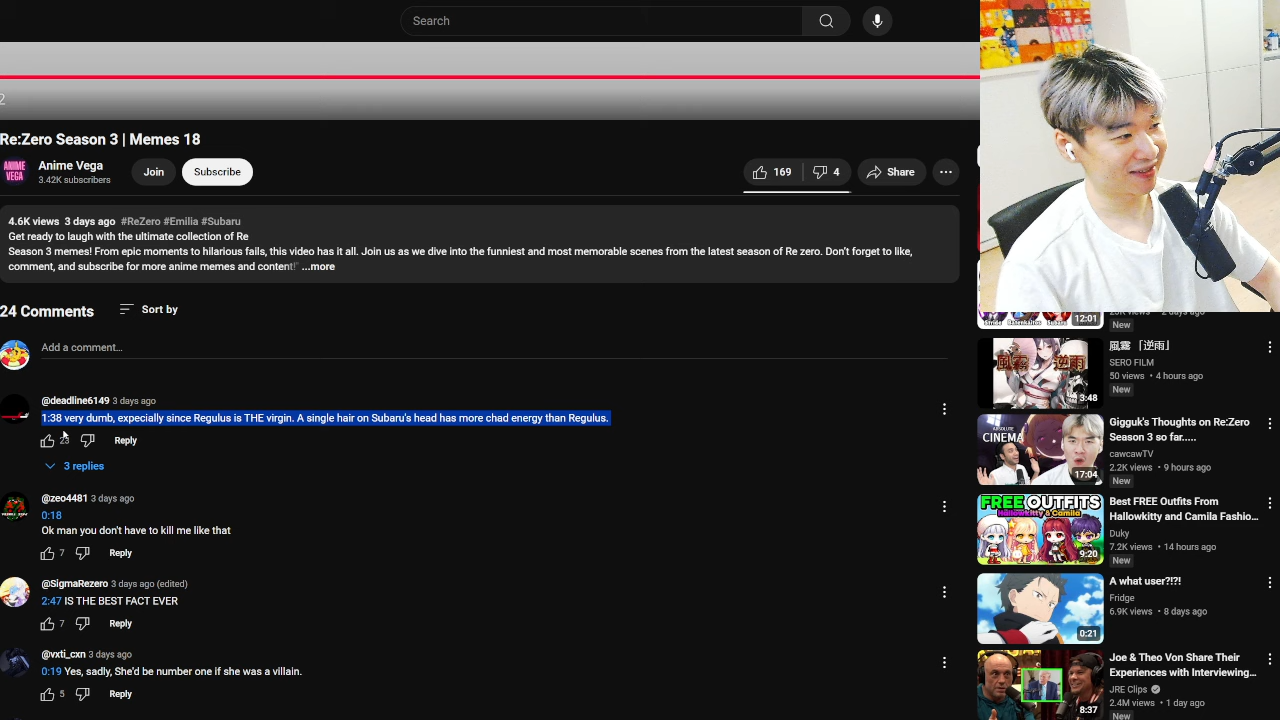 Search
2
Re:Zero Season 3 | Memes 18
ANIME VEGA
Anime Vega
3.42K subscribers
Join
Subscribe
169
4
Share
4.6K views 3 days ago #ReZero #Emilia #Subaru
Get ready to laugh with the ultimate collection of Re
Season 3 memes! From epic moments to hilarious fails, this video has it all. Join us as we dive into the funniest and most memorable scenes from the latest season of Re zero. Don't forget to like,
comment, and subscribe for more anime memes and content!" ...more
24 Comments
Sort by
Add a comment...
@deadline6149 3 days ago
1:38 very dumb, expecially since Regulus is THE virgin. A single hair on Subaru's head has more chad energy than Regulus.
Reply
3 replies
@zeo4481 3 days ago
0:18
Ok man you don't have to kill me like that
7
Reply
@SigmaRezero 3 days ago (edited)
2:47 IS THE BEST FACT EVER
7
Reply
@vxti_cxn 3 days ago
0:19 Yes, sadly, She'd be number one if she was a villain.
5
Reply
12:01
New
風霧 逆雨
3:48
風霧 「逆雨」
SERO FILM
50 views • 4 hours ago
New
ABSOLUTE
CINEMA
17:04
Gigguk's Thoughts on Re:Zero
Season 3 so far.....
cawcawTV
2.2K views • 9 hours ago
New
FREE OUTFITS
Hallowkitty & Camila
9:20
Best FREE Outfits From
Hallowkitty and Camila Fashio...
Duky
7.2K views • 14 hours ago
New
0:21
A what user?!?!
Fridge
6.9K views • 8 days ago
8:37
Joe & Theo Von Share Their
Experiences with Interviewing...
JRE Clips
2.4M views • 1 day ago
New